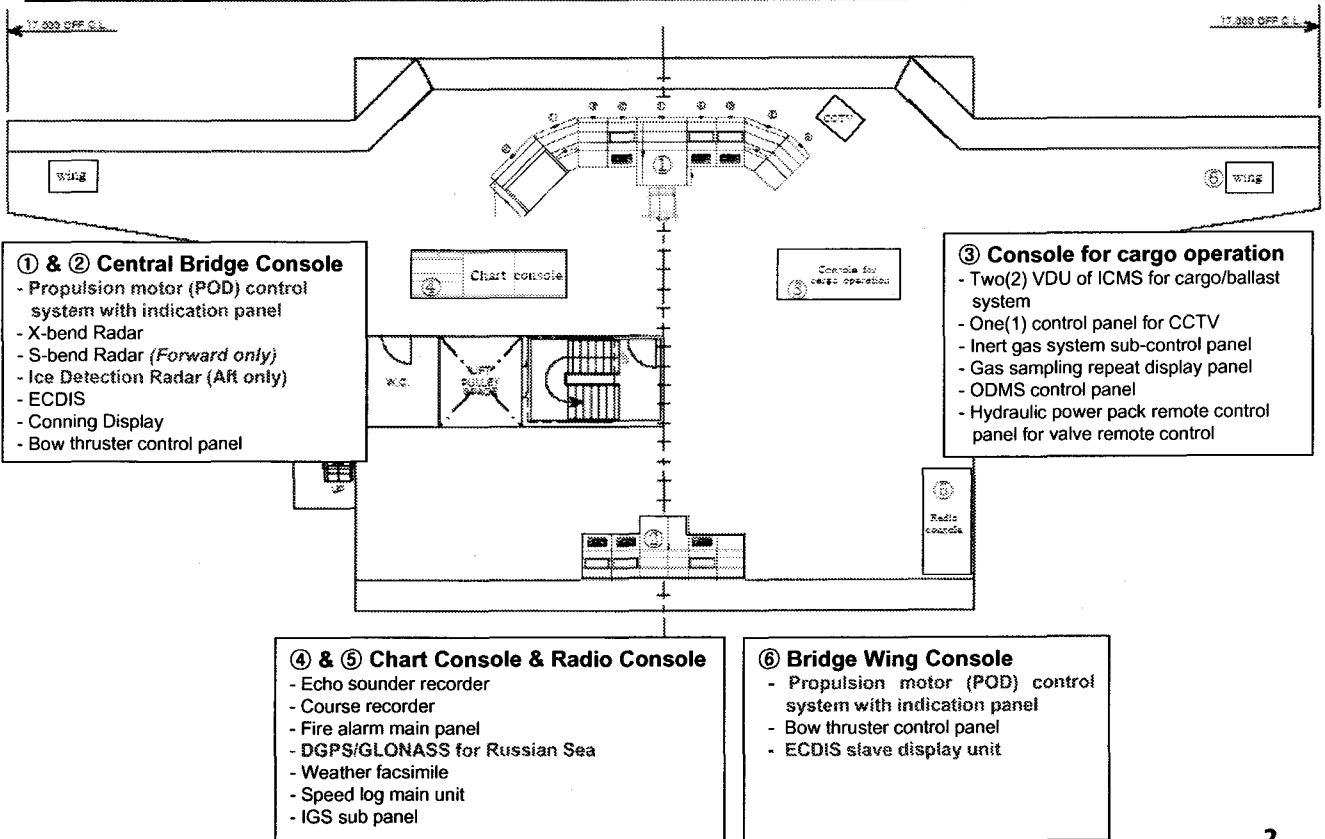 17.000 OFF C.L.
17.000 OFF C.L.
CCTV
①
wing
⑥ wing
① & ② Central Bridge Console
- Propulsion motor (POD) control
system with indication panel
- X-bend Radar
- S-bend Radar (Forward only)
- Ice Detection Radar (Aft only)
- ECDIS
- Conning Display
- Bow thruster control panel
④ Chart console
③ Console for
cargo operation
③ Console for cargo operation
- Two(2) VDU of ICMS for cargo/ballast
system
- One(1) control panel for CCTV
- Inert gas system sub-control panel
- Gas sampling repeat display panel
- ODMS control panel
- Hydraulic power pack remote control
panel for valve remote control
W.C.
LIFT
PULLEY
SPACE
UP
②
⑤
Radio
console
④ & ⑤ Chart Console & Radio Console
- Echo sounder recorder
- Course recorder
- Fire alarm main panel
- DGPS/GLONASS for Russian Sea
- Weather facsimile
- Speed log main unit
- IGS sub panel
⑥ Bridge Wing Console
- Propulsion motor (POD) control
system with indication panel
- Bow thruster control panel
- ECDIS slave display unit
2